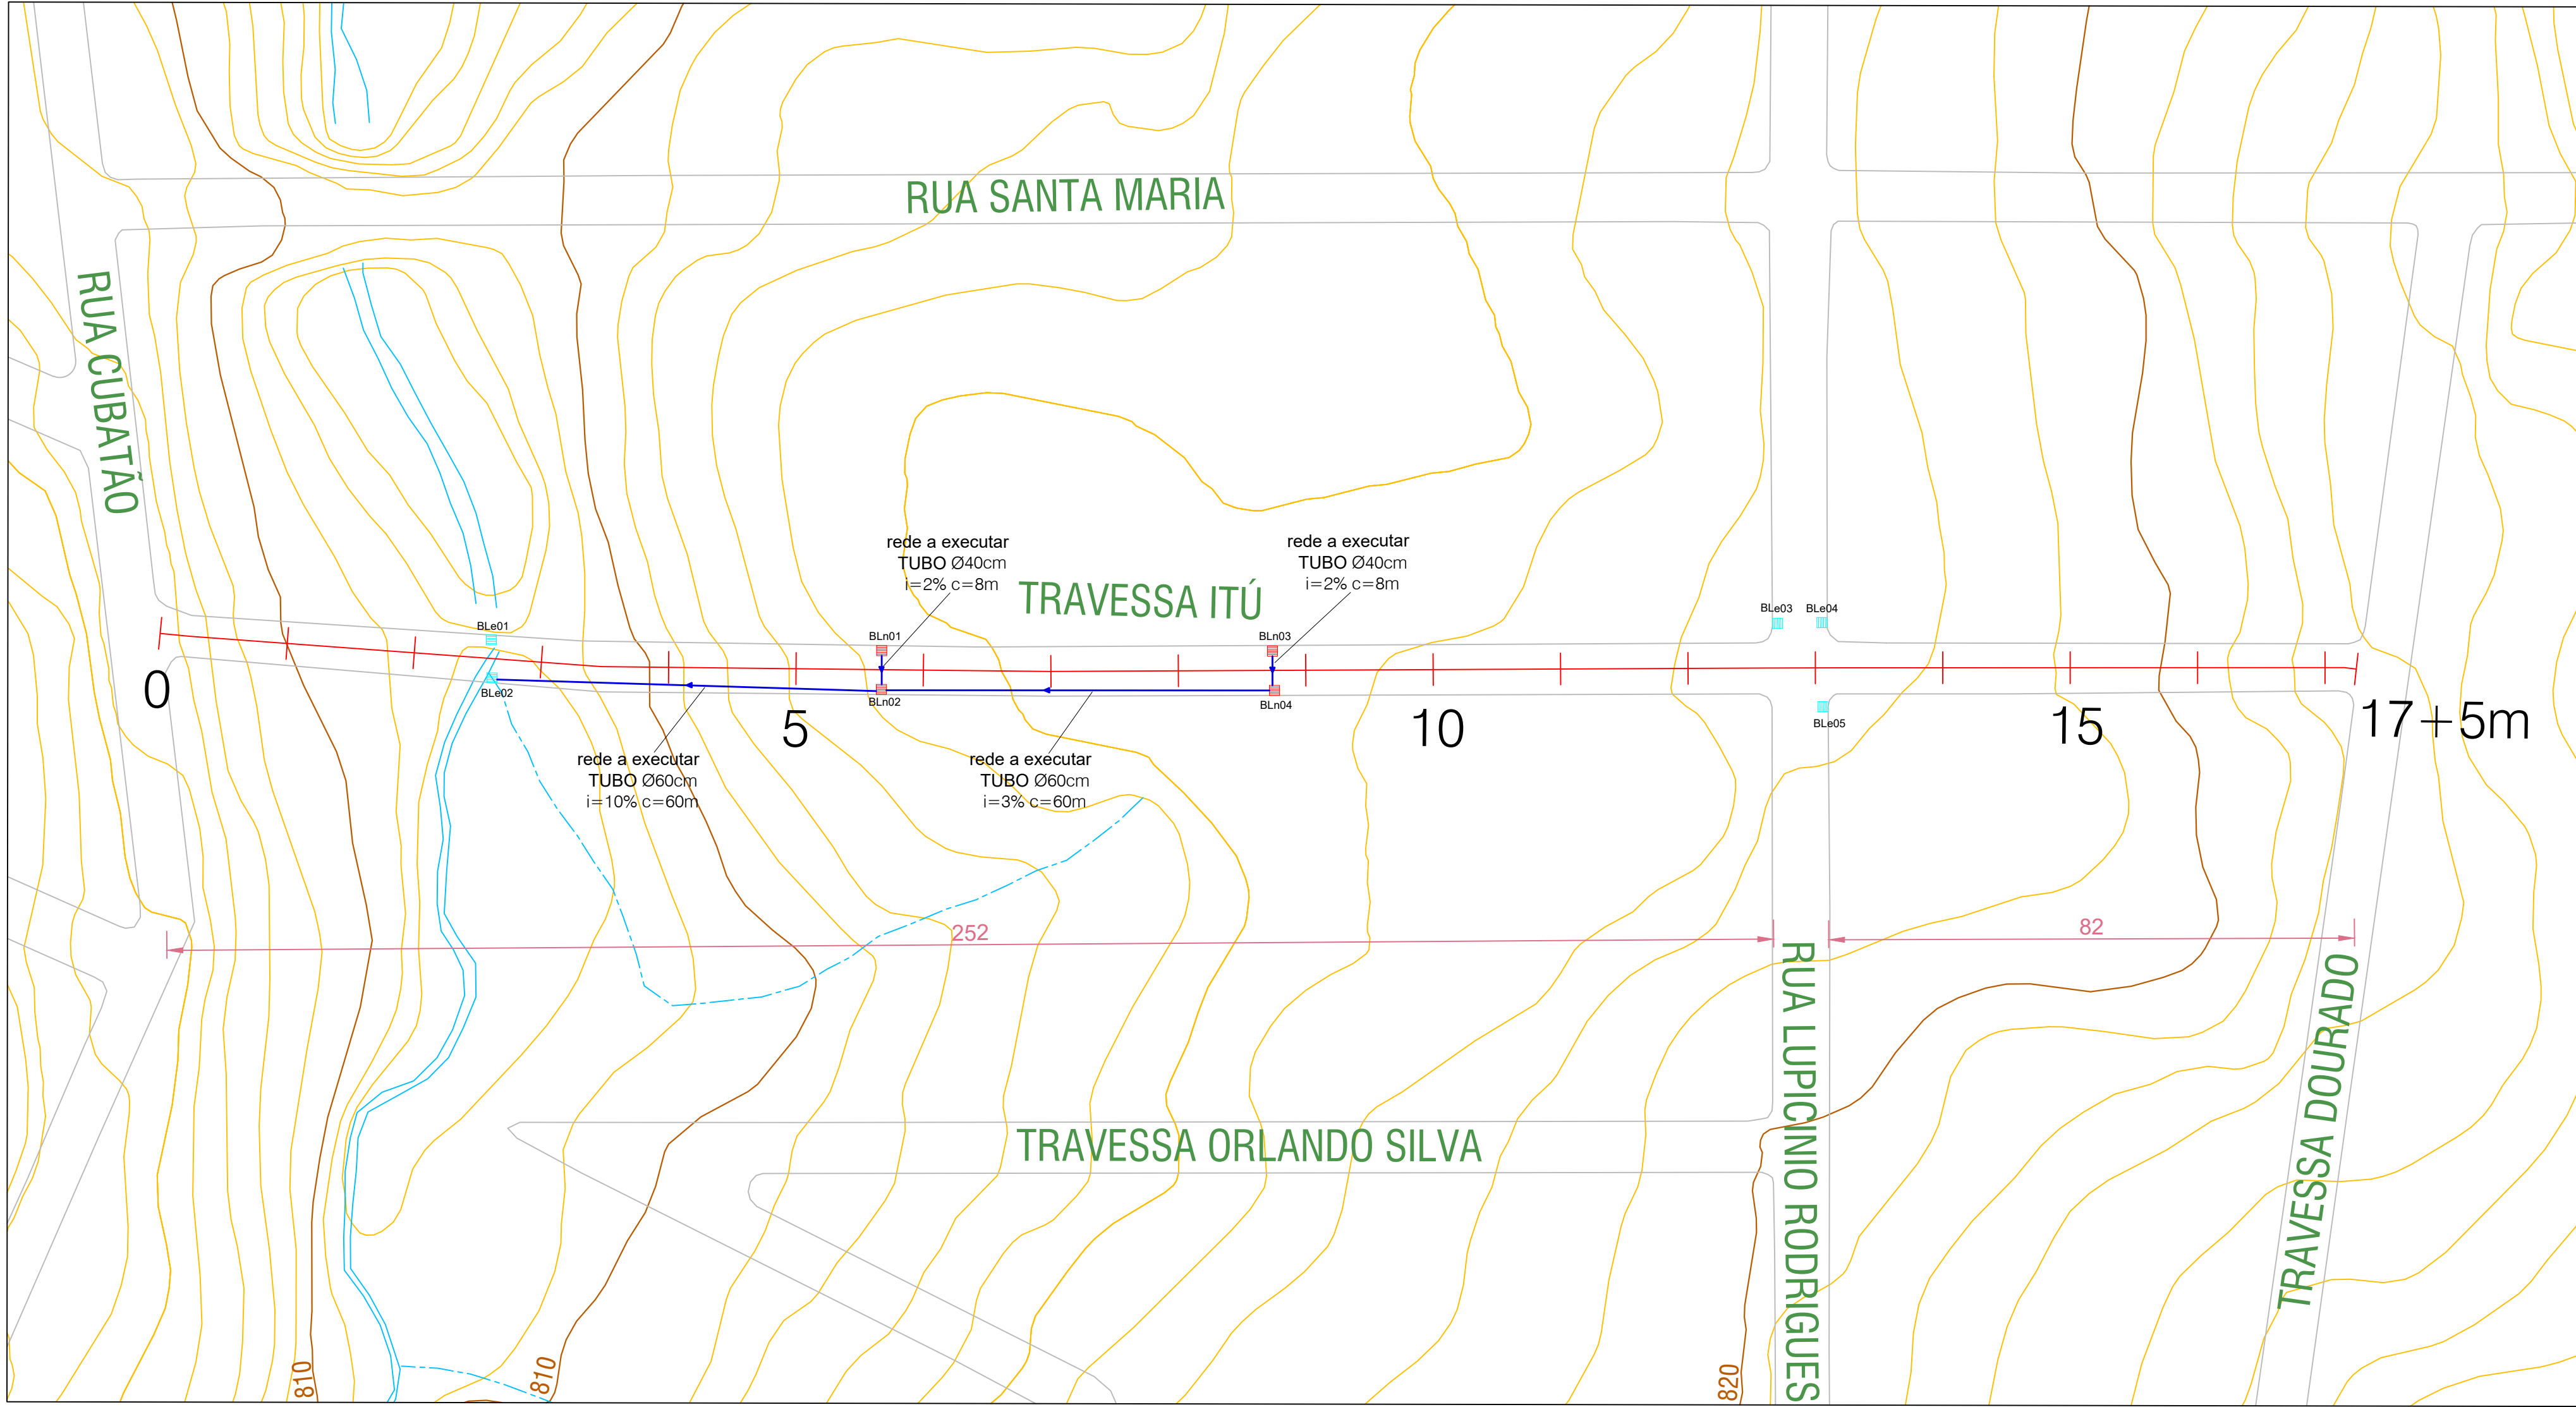 RUA SANTA MARIA
RUA CUBATÃO
rede a executar
TUBO Ø40cm
i=2% c=8m
rede a executar
TUBO Ø40cm
i=2% c=8m
TRAVESSA ITÚ
BLe01
BLn01
BLn03
BLe03
BLe04
0
BLe02
BLn02
BLn04
BLe05
5
10
15
17+5m
rede a executar
TUBO Ø60cm
i=10% c=60m
rede a executar
TUBO Ø60cm
i=3% c=60m
252
82
RUA LUPICINIO RODRIGUES
TRAVESSA DOURADO
TRAVESSA ORLANDO SILVA
810
810
820